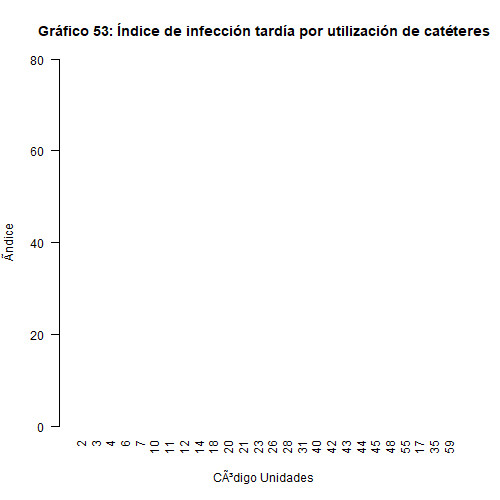 Gráfico 53: Índice de infección tardía por utilización de catéteres
80
60
40
20
0
Ãndice
2 3 4 6 7 10 11 12 14 18 20 21 23 26 28 31 40 42 43 44 45 48 55 17 35 59
CÃ³digo Unidades